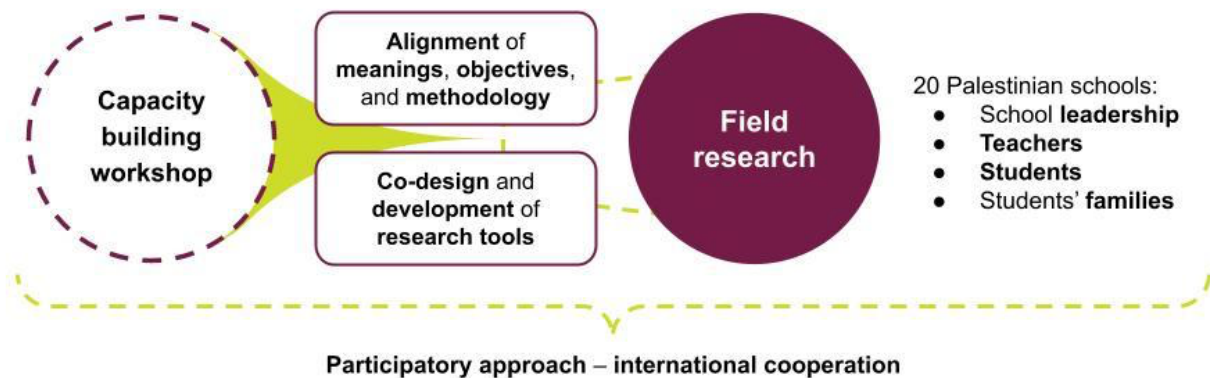 Capacity
building
workshop
Alignment of
meanings, objectives,
and methodology
Co-design and
development of
research tools
Field
research
20 Palestinian schools:
● School leadership
● Teachers
● Students
● Students’ families
Participatory approach – international cooperation